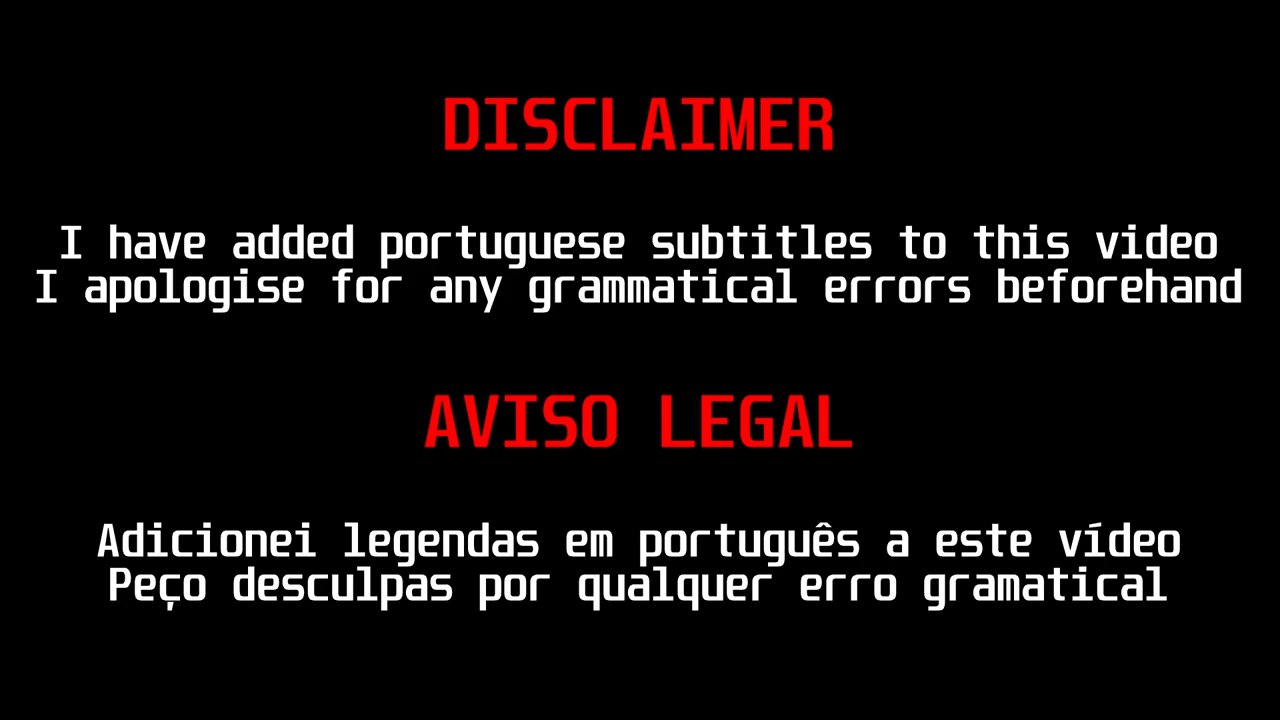 DISCLAIMER
I have added portuguese subtitles to this video
I apologise for any grammatical errors beforehand
AVISO LEGAL
Adicionei legendas em português a este vídeo
Peço desculpas por qualquer erro gramatical